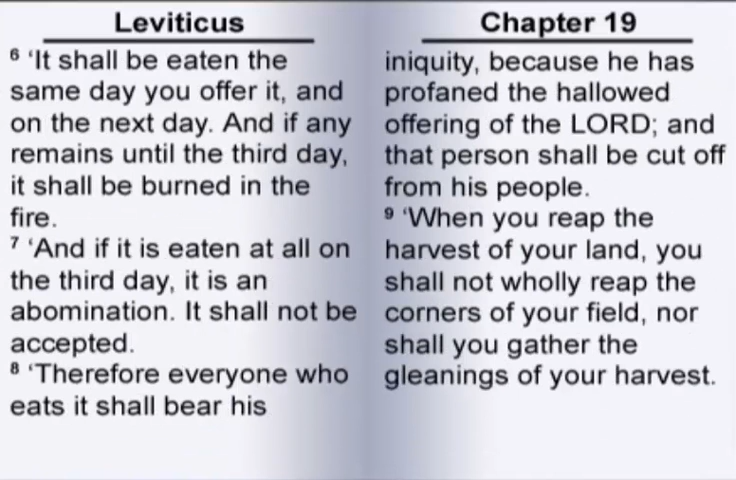 Leviticus
⁶ ‘It shall be eaten the
same day you offer it, and
on the next day. And if any
remains until the third day,
it shall be burned in the
fire.
⁷ ‘And if it is eaten at all on
the third day, it is an
abomination. It shall not be
accepted.
⁸ ‘Therefore everyone who
eats it shall bear his
Chapter 19
iniquity, because he has
profaned the hallowed
offering of the LORD; and
that person shall be cut off
from his people.
⁹ ‘When you reap the
harvest of your land, you
shall not wholly reap the
corners of your field, nor
shall you gather the
gleanings of your harvest.